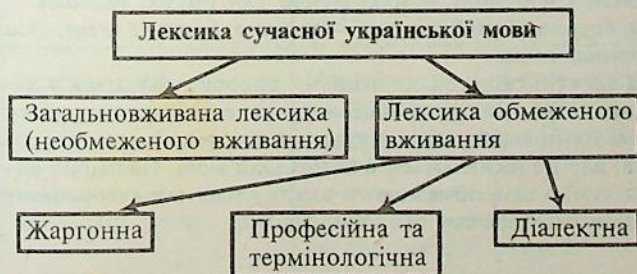 Лексика сучасної української мови
Загальновживана лексика
(необмеженого вживання)
Лексика обмеженого
вживання
Жаргонна
Професійна та
термінологічна
Діалектна